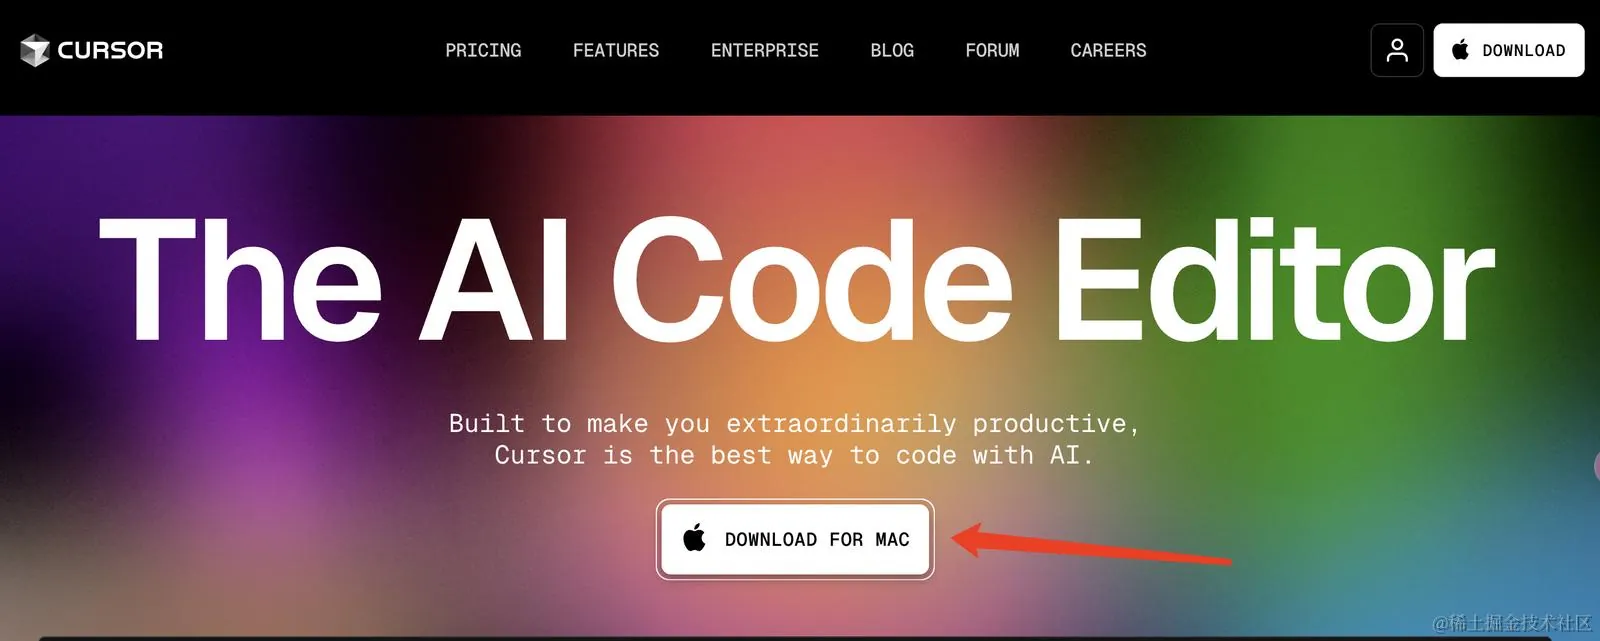 CURSOR
PRICING
FEATURES
ENTERPRISE
BLOG
FORUM
CAREERS
DOWNLOAD
The AI Code Editor
Built to make you extraordinarily productive,
Cursor is the best way to code with AI.
DOWNLOAD FOR MAC
@稀土掘金技术社区